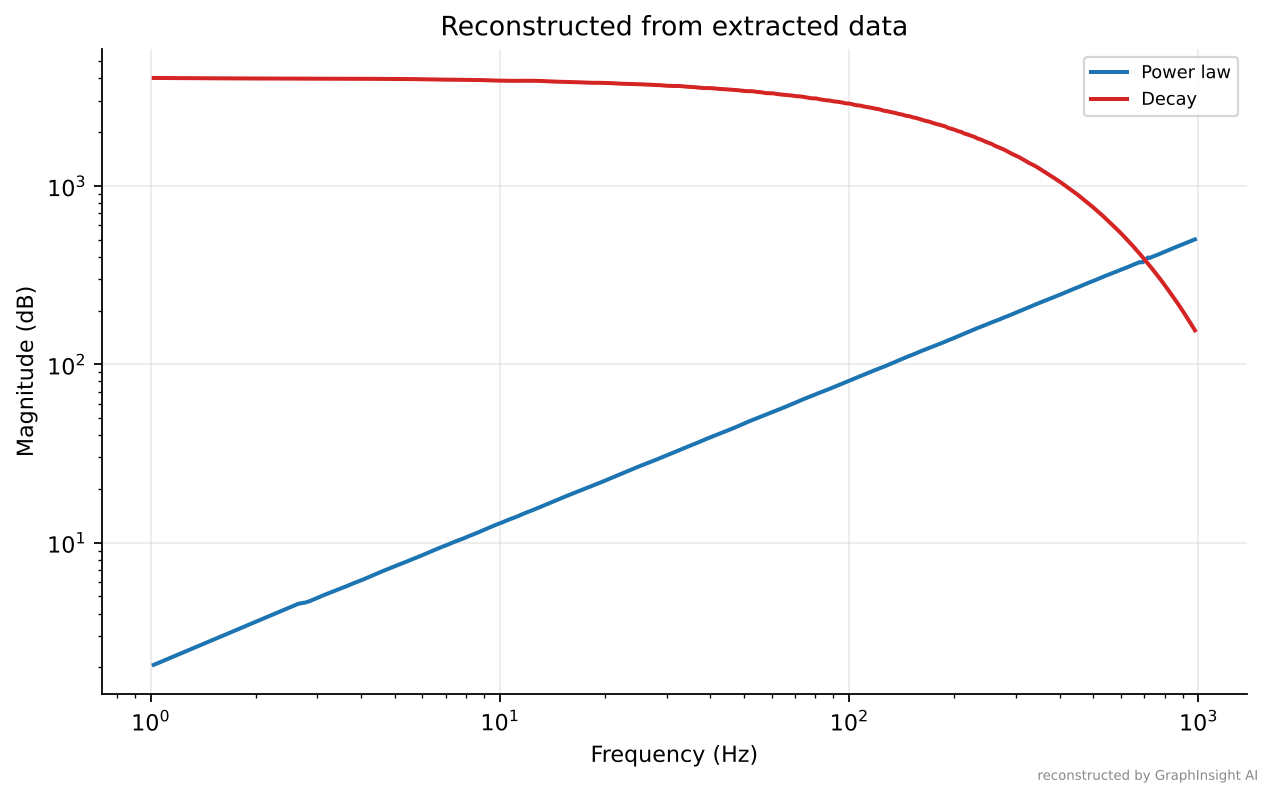 Reconstructed from extracted data
Power law
Decay
Magnitude (dB)
10³
10²
10¹
10⁰ 10¹ 10² 10³
Frequency (Hz)
reconstructed by GraphInsight AI